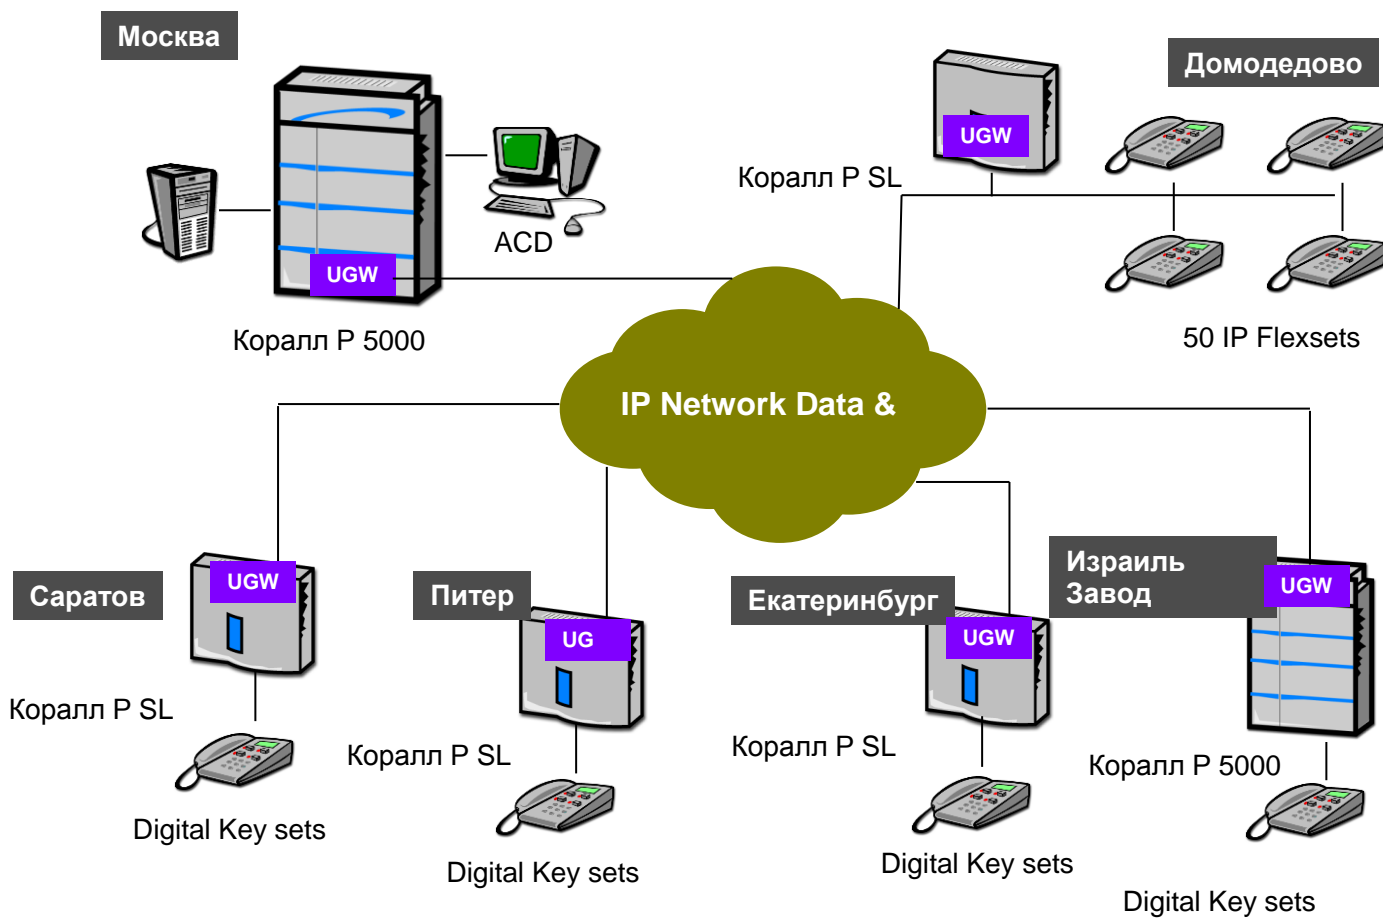 Москва
Домодедово
UGW
Коралл P SL
ACD
UGW
Коралл P 5000
50 IP Flexsets
IP Network Data &
Израиль
Завод
UGW
UGW
Саратов
Питер
Екатеринбург
UG
UGW
Коралл P SL
Коралл P SL
Коралл P SL
Коралл P 5000
Digital Key sets
Digital Key sets
Digital Key sets
Digital Key sets